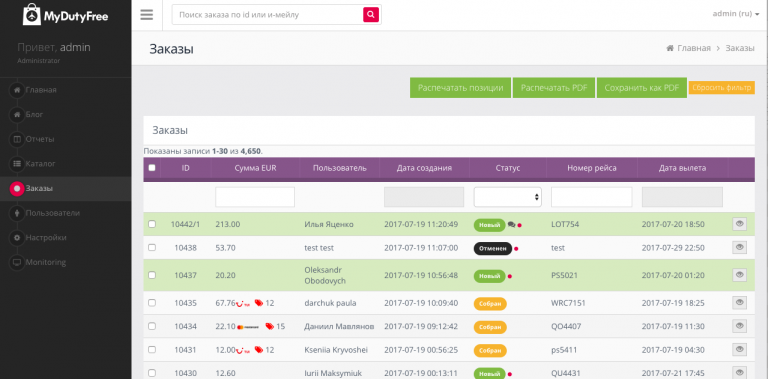 MyDutyFree
Поиск заказа по id или и-мейлу
admin (ru)
Привет, admin
Administrator
Заказы
Главная > Заказы
Главная
Блог
Отчеты
Каталог
Заказы
Пользователи
Настройки
Monitoring
Распечатать позиции Распечатать PDF Сохранить как PDF Сбросить фильтр
Заказы
Показаны записи 1-30 из 4,650.
ID Сумма EUR Пользователь Дата создания Статус Номер рейса Дата вылета
10442/1 213.00 Илья Яценко 2017-07-19 11:20:49 Новый LOT754 2017-07-20 18:50
10438 53.70 test test 2017-07-19 11:07:00 Отменен test 2017-07-29 22:50
10437 20.20 Oleksandr Obodovych 2017-07-19 10:56:48 Новый PS5021 2017-07-20 01:20
10435 67.76 12 darchuk paula 2017-07-19 10:09:40 Собран WRC7151 2017-07-19 18:25
10434 22.10 15 Даниил Мавлянов 2017-07-19 09:12:42 Собран QO4407 2017-07-19 11:30
10431 12.00 12 Kseniia Kryvoshei 2017-07-19 00:56:25 Собран ps5411 2017-07-19 04:30
10430 12.60 Iurii Maksymiuk 2017-07-19 00:13:11 Новый QU4431 2017-07-21 17:45